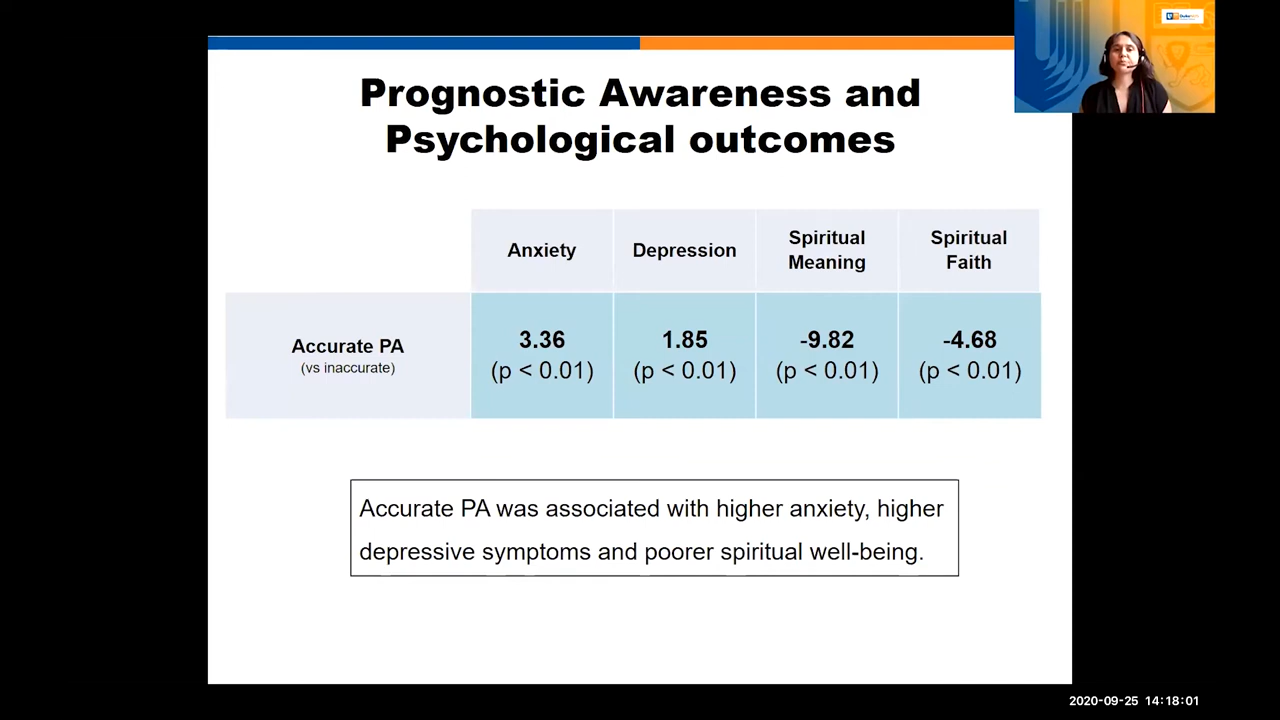 Prognostic Awareness and
Psychological outcomes
Anxiety
Depression
Spiritual
Meaning
Spiritual
Faith
Accurate PA
(vs inaccurate)
3.36
(p < 0.01)
1.85
(p < 0.01)
-9.82
(p < 0.01)
-4.68
(p < 0.01)
Accurate PA was associated with higher anxiety, higher
depressive symptoms and poorer spiritual well-being.
2020-09-25 14:18:01